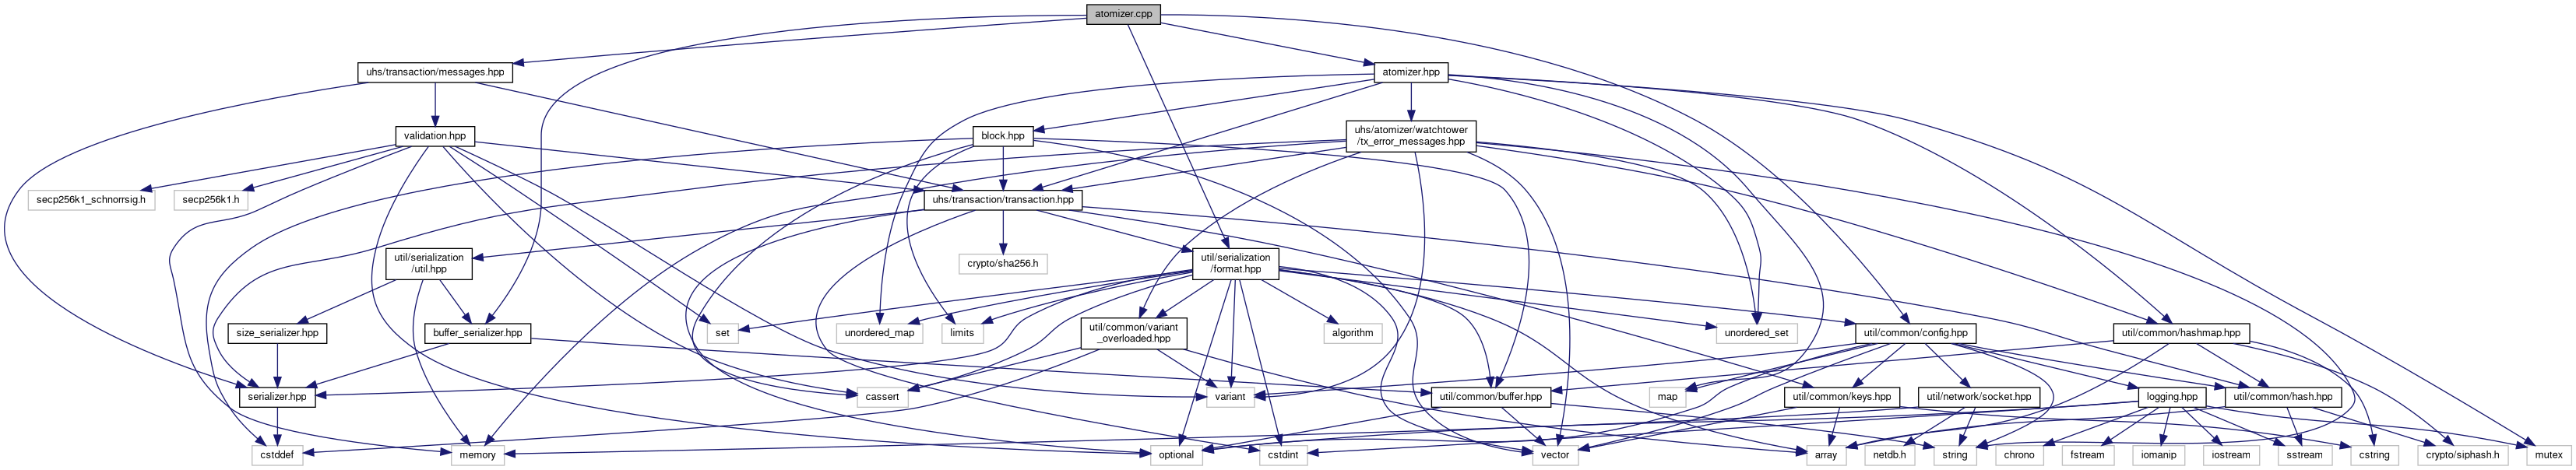 atomizer.cpp
uhs/transaction/messages.hpp
atomizer.hpp
validation.hpp
block.hpp
uhs/atomizer/watchtower
/tx_error_messages.hpp
secp256k1_schnorrsig.h
secp256k1.h
uhs/transaction/transaction.hpp
util/serialization
/util.hpp
crypto/sha256.h
util/serialization
/format.hpp
size_serializer.hpp
buffer_serializer.hpp
set
unordered_map
limits
util/common/variant
_overloaded.hpp
algorithm
unordered_set
util/common/config.hpp
util/common/hashmap.hpp
serializer.hpp
cassert
variant
util/common/buffer.hpp
map
util/common/keys.hpp
util/network/socket.hpp
logging.hpp
util/common/hash.hpp
cstddef
memory
optional
cstdint
vector
array
netdb.h
string
chrono
fstream
iomanip
iostream
sstream
cstring
crypto/siphash.h
mutex